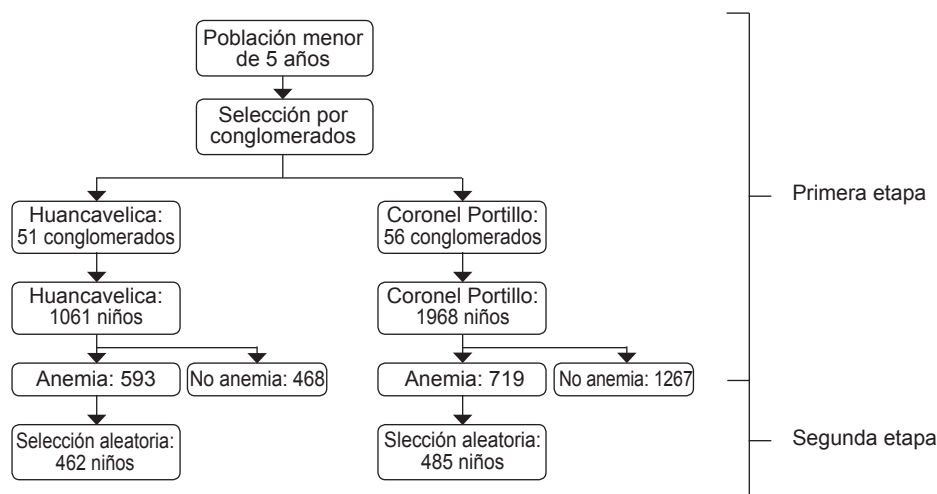 Población menor
de 5 años
Selección por
conglomerados
Huancavelica:
51 conglomerados
Coronel Portillo:
56 conglomerados
Primera etapa
Huancavelica:
1061 niños
Coronel Portillo:
1968 niños
Anemia: 593
No anemia: 468
Anemia: 719
No anemia: 1267
Selección aleatoria:
462 niños
Slección aleatoria:
485 niños
Segunda etapa